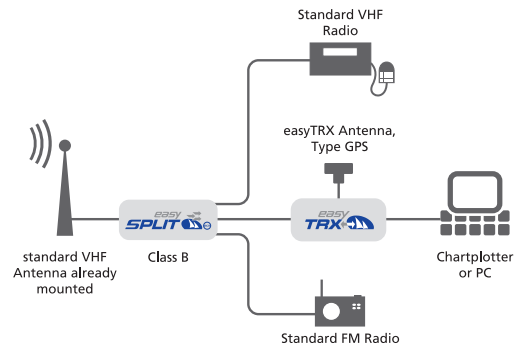 Standard VHF
Radio
easyTRX Antenna,
Type GPS
easy
SPLIT
easy
TRX
standard VHF
Antenna already
mounted
Class B
Chartplotter
or PC
Standard FM Radio